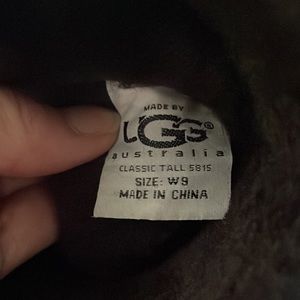 MADE BY
UGG®
australia
CLASSIC TALL 5815
SIZE: W9
MADE IN CHINA